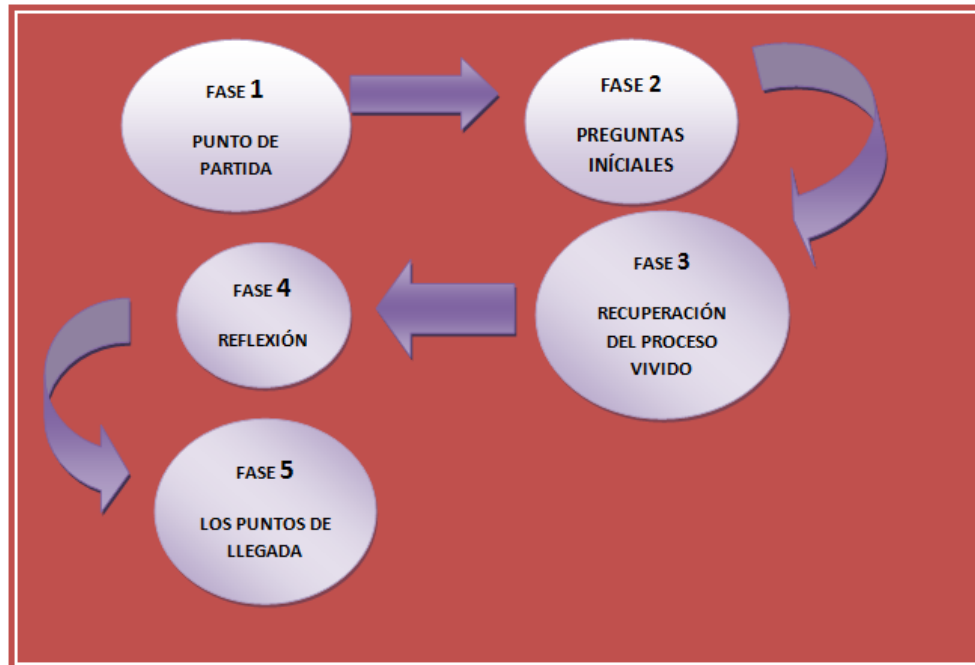 FASE 1
PUNTO DE
PARTIDA
FASE 2
PREGUNTAS
INÍCIALES
FASE 3
RECUPERACIÓN
DEL PROCESO
VIVIDO
FASE 4
REFLEXIÓN
FASE 5
LOS PUNTOS DE
LLEGADA